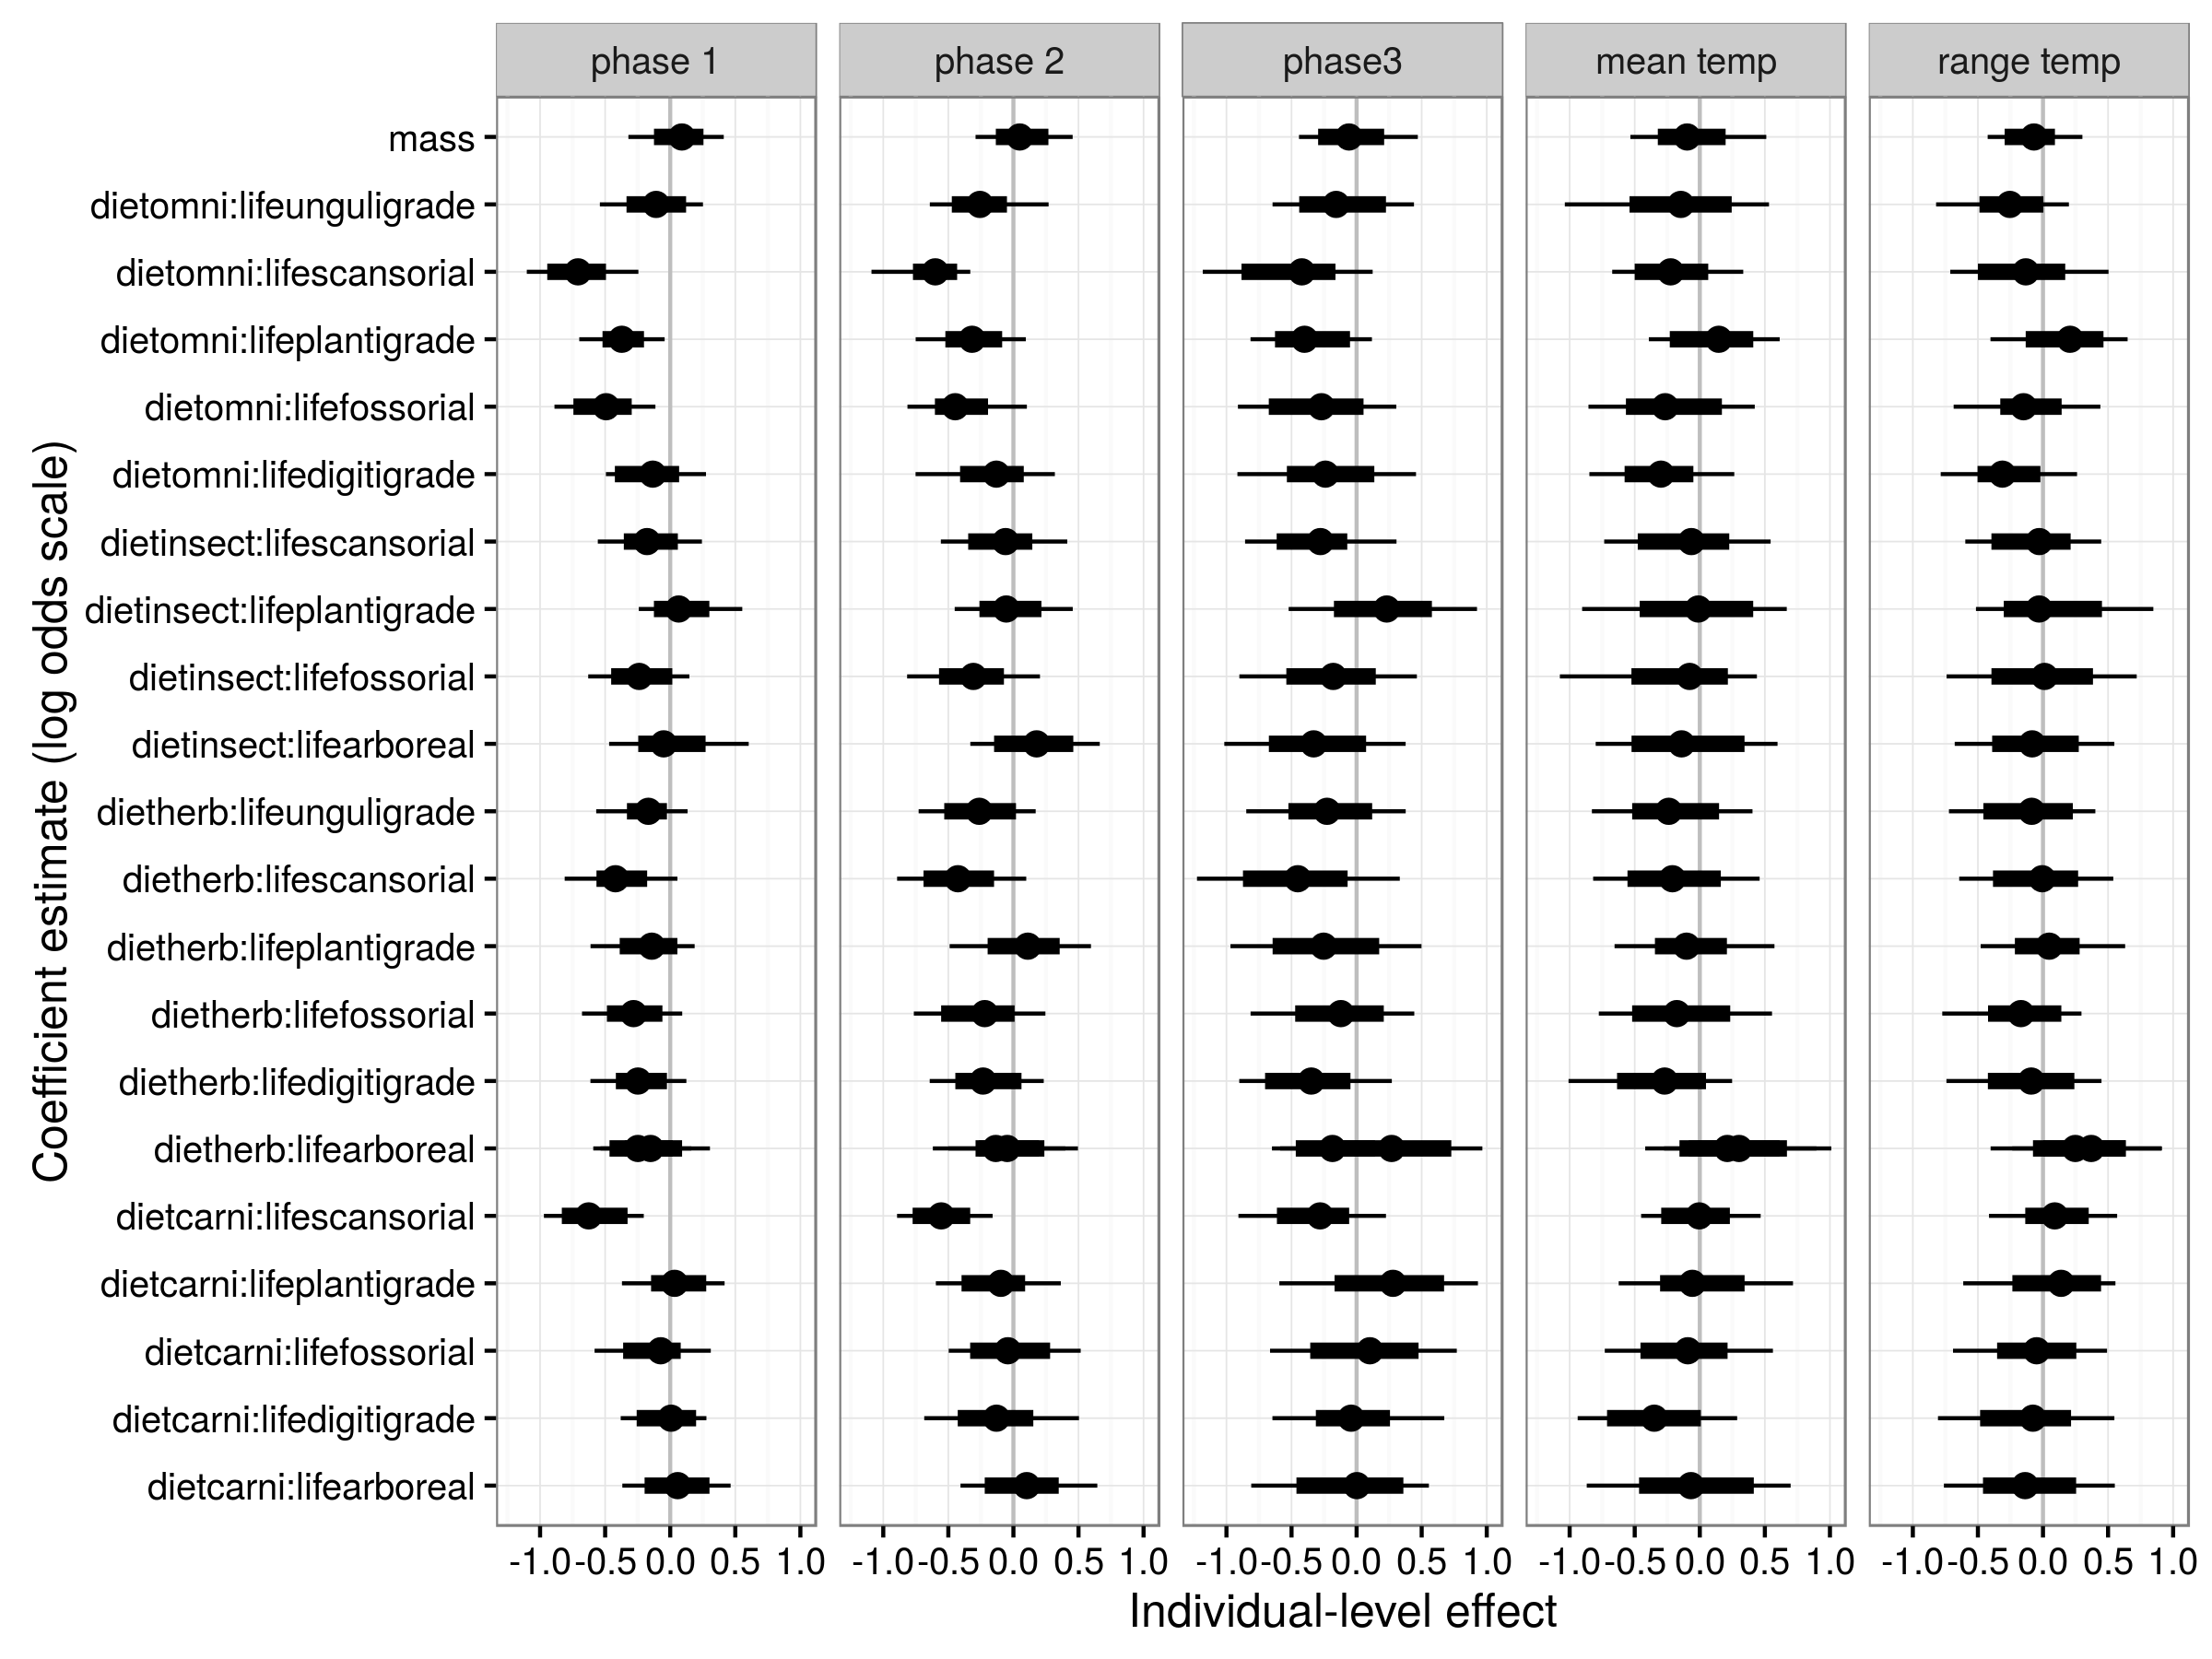 phase 1 phase 2 phase3 mean temp range temp
mass
dietomni:lifeunguligrade
dietomni:lifescansorial
dietomni:lifeplantigrade
dietomni:lifefossorial
dietomni:lifedigitigrade
dietinsect:lifescansorial
dietinsect:lifeplantigrade
dietinsect:lifefossorial
dietinsect:lifearboreal
dietherb:lifeunguligrade
dietherb:lifescansorial
dietherb:lifeplantigrade
dietherb:lifefossorial
dietherb:lifedigitigrade
dietherb:lifearboreal
dietcarni:lifescansorial
dietcarni:lifeplantigrade
dietcarni:lifefossorial
dietcarni:lifedigitigrade
dietcarni:lifearboreal
Coefficient estimate (log odds scale)
-1.0 -0.5 0.0 0.5 1.0 -1.0 -0.5 0.0 0.5 1.0 -1.0 -0.5 0.0 0.5 1.0 -1.0 -0.5 0.0 0.5 1.0 -1.0 -0.5 0.0 0.5 1.0
Individual-level effect